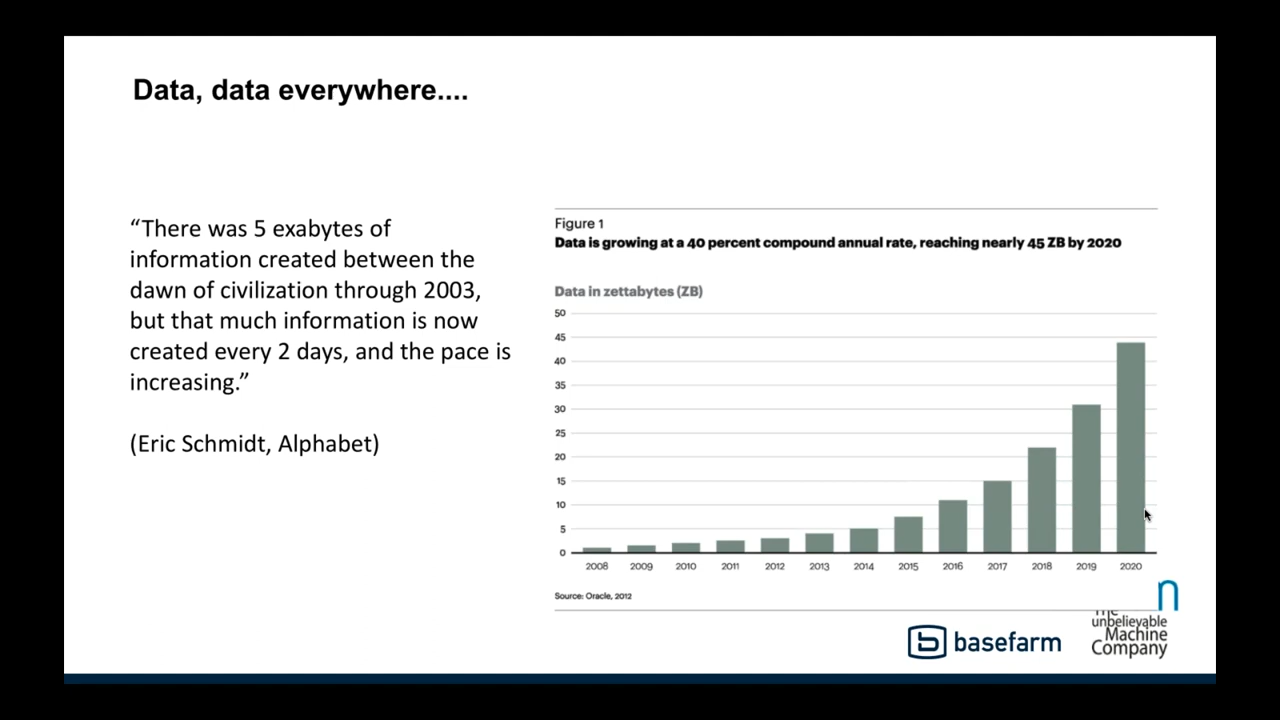 Data, data everywhere....
“There was 5 exabytes of
information created between the
dawn of civilization through 2003,
but that much information is now
created every 2 days, and the pace is
increasing.”
(Eric Schmidt, Alphabet)
Figure 1
Data is growing at a 40 percent compound annual rate, reaching nearly 45 ZB by 2020
Data in zettabytes (ZB)
50
45
40
35
30
25
20
15
10
5
0
2008 2009 2010 2011 2012 2013 2014 2015 2016 2017 2018 2019 2020
Source: Oracle, 2012
basefarm
n
The
unbelievable
Machine
Company